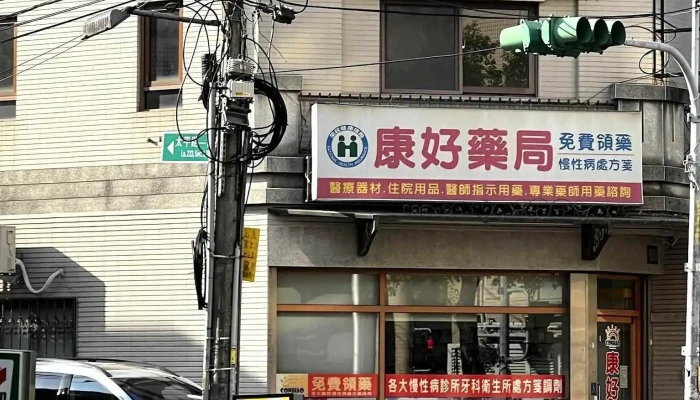 康好藥局
免費領藥
慢性病處方箋
醫療器材.住院用品.醫師指示用藥.專業藥師用藥諮詢
免費領藥
各大慢性病診所牙科衛生所處方箋調劑
康好